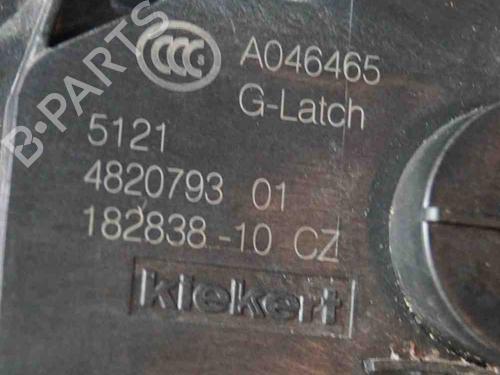 CCC A046465
G-Latch
5121
4820793 01
182838-10 CZ
kiekert
B-PARTS